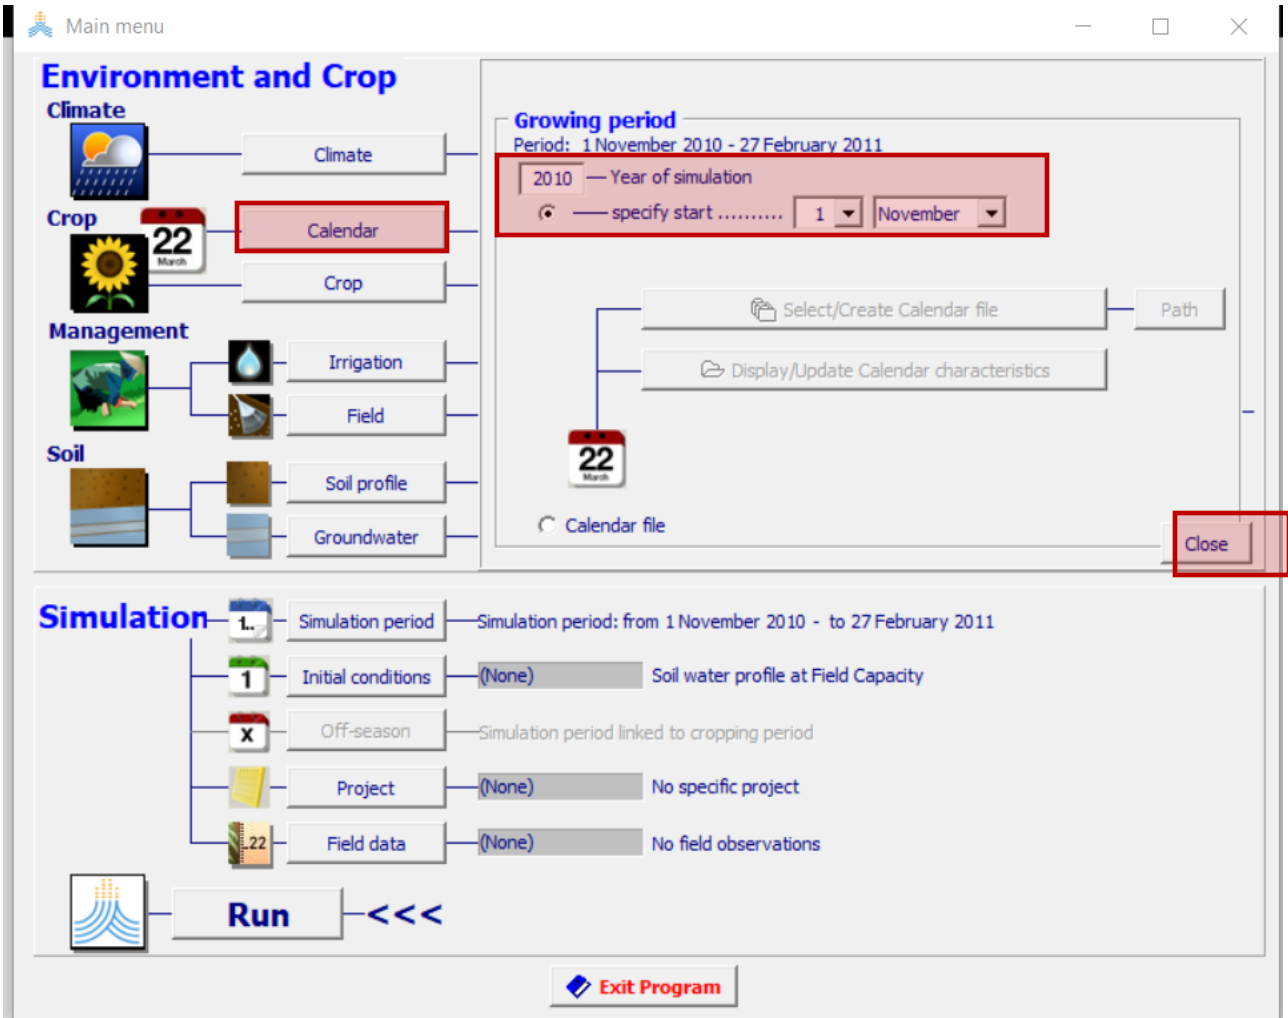 Main menu
Environment and Crop
Climate
Climate
Crop
22
March
Calendar
Crop
Management
Irrigation
Field
Soil
Soil profile
Groundwater
Growing period
Period: 1 November 2010 - 27 February 2011
2010 Year of simulation
specify start .......... 1 November
Select/Create Calendar file Path
Display/Update Calendar characteristics
22
March
Calendar file
Close
Simulation
1.. Simulation period Simulation period: from 1 November 2010 - to 27 February 2011
1 Initial conditions (None) Soil water profile at Field Capacity
X Off-season Simulation period linked to cropping period
Project (None) No specific project
..22 Field data (None) No field observations
Run <<<
Exit Program